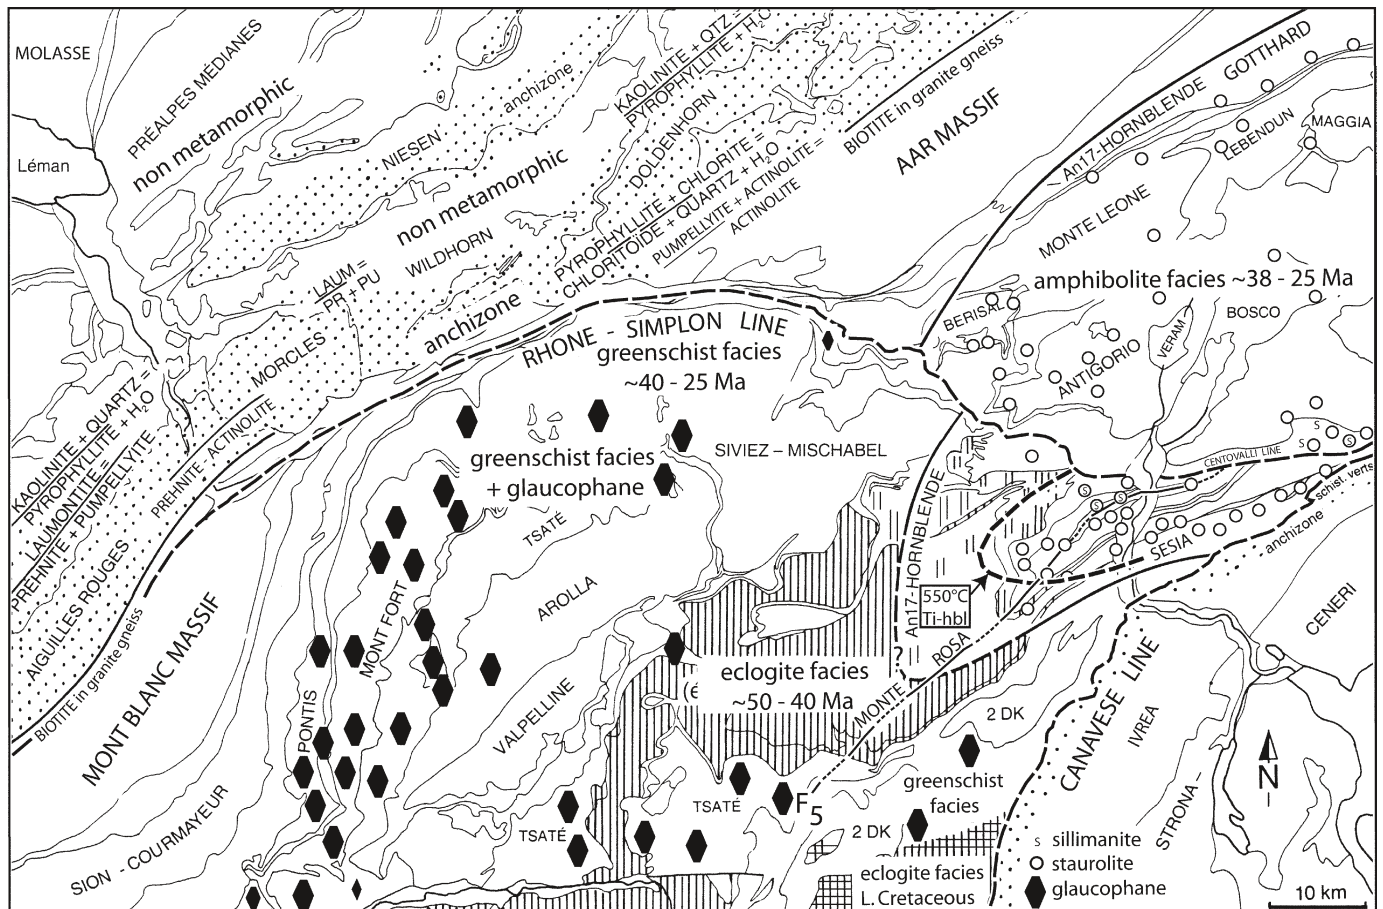 MOLASSE
PRÉALPES MÉDIANES
non metamorphic
Léman
NIESEN
anchizone
KAOLINITE + QTZ =
PYROPHYLLITE + H2O
DOLDENHORN
BIOTITE in granite gneiss
AAR MASSIF
An17-HORNBLENDE
GOTTHARD
LEBENDUN
MAGGIA
non metamorphic
WILDHORN
PYROPHYLLITE + CHLORITE =
CHLORITOÏDE + QUARTZ + H2O
PUMPELLYITE + ACTINOLITE =
ACTINOLITE
MONTE LEONE
LAUM =
PR + PU
anchizone
amphibolite facies ~38 - 25 Ma
BERISAL
BOSCO
VERAM
ANTIGORIO
MORCLES
RHONE - SIMPLON LINE
greenschist facies
~40 - 25 Ma
KAOLINITE + QUARTZ =
PYROPHYLLITE + H2O
LAUMONTITE =
PREHNITE + PUMPELLYITE
PREHNITE - ACTINOLITE
SIVIEZ – MISCHABEL
greenschist facies
+ glaucophane
CENTOVALLI LINE
S
S
S
S
S
schist. verts
anchizone
TSATÉ
An17-HORNBLENDE
SESIA
AIGUILLES ROUGES
BIOTITE in granite gneiss
MONT BLANC MASSIF
MONT FORT
AROLLA
550°C
Ti-hbl
CENERI
?
MONTE ROSA
eclogite facies
(é
~50 - 40 Ma
PONTIS
VALPELLINE
2 DK
CANAVESE LINE
IVREA
N
greenschist
facies
TSATÉ
F5
TSATÉ
2 DK
STRONA
SION - COURMAYEUR
eclogite facies
L. Cretaceous
s sillimanite
staurolite
glaucophane
10 km